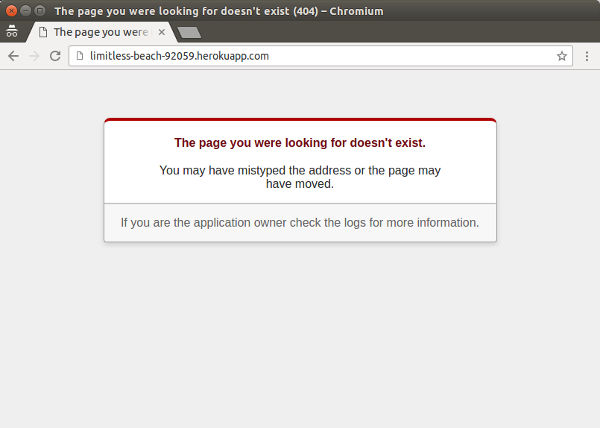 The page you were looking for doesn't exist (404) – Chromium
The page you were
limitless-beach-92059.herokuapp.com
The page you were looking for doesn't exist.
You may have mistyped the address or the page may
have moved.
If you are the application owner check the logs for more information.